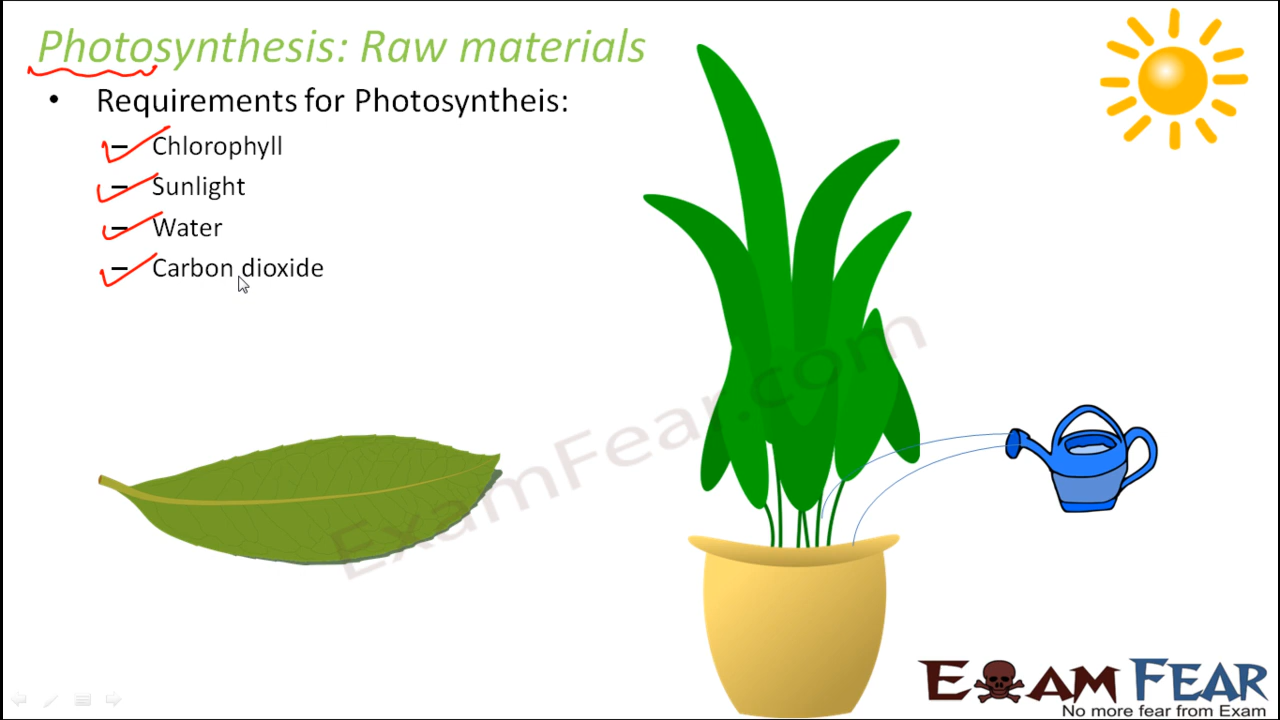 Photosynthesis: Raw materials
• Requirements for Photosyntheis:
– Chlorophyll
– Sunlight
– Water
– Carbon dioxide
ExamFear.com
EXAM FEAR
No more fear from Exam